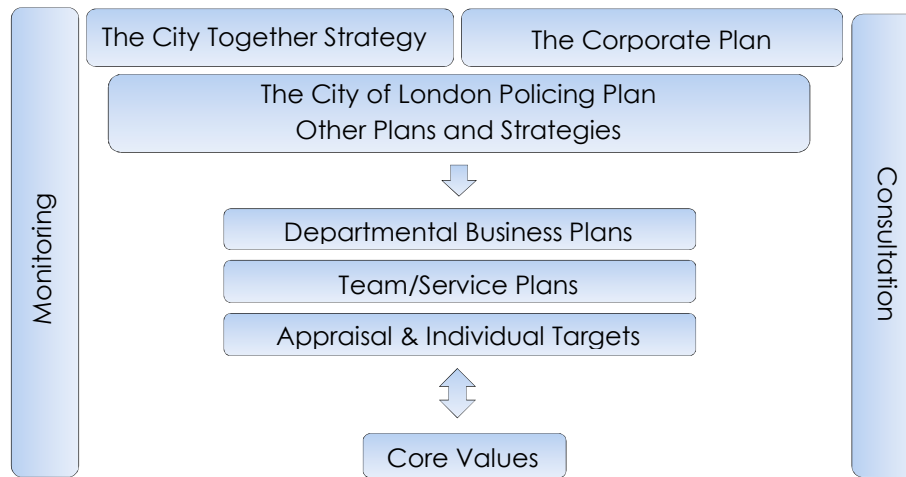 The City Together Strategy
The Corporate Plan
The City of London Policing Plan
Other Plans and Strategies
Monitoring
Consultation
Departmental Business Plans
Team/Service Plans
Appraisal & Individual Targets
Core Values